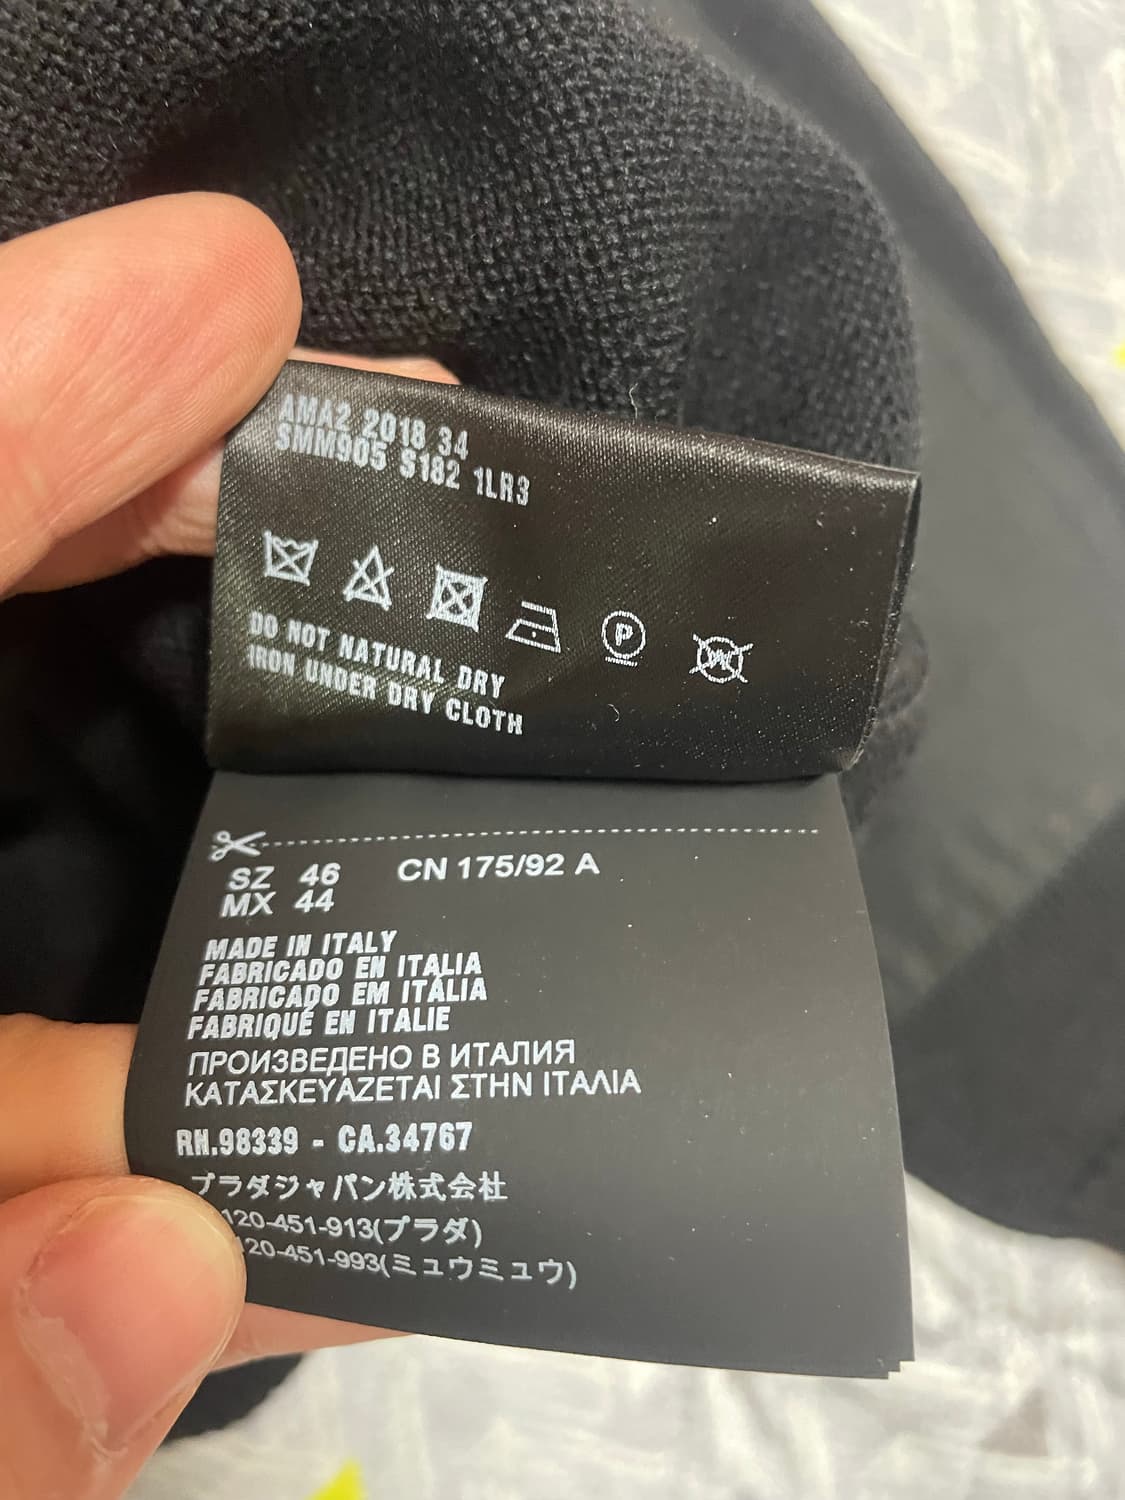 AMA2 2018 34
SMM905 S182 1LR3
P
W
DO NOT NATURAL DRY
IRON UNDER DRY CLOTH
SZ 46 CN 175/92 A
MX 44
MADE IN ITALY
FABRICADO EN ITALIA
FABRICADO EM ITÁLIA
FABRIQUÉ EN ITALIE
ПРОИЗВЕДЕНО В ИТАЛИЯ
ΚΑΤΑΣΚΕΥΑΖΕΤΑΙ ΣΤΗΝ ΙΤΑΛΙΑ
RN.98339 - CA.34767
プラダジャパン株式会社
120-451-913(プラダ)
120-451-993(ミュウミュウ)